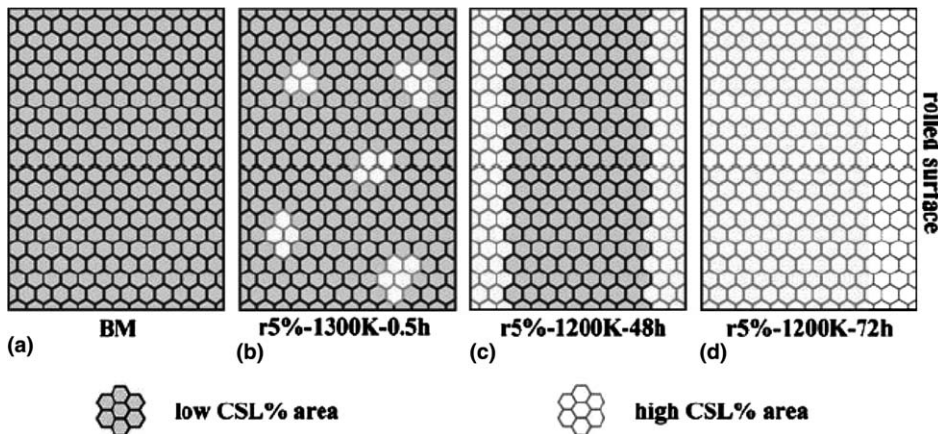 rolled surface
BM
r5%-1300K-0.5h
r5%-1200K-48h
r5%-1200K-72h
(a)
(b)
(c)
(d)
low CSL% area
high CSL% area